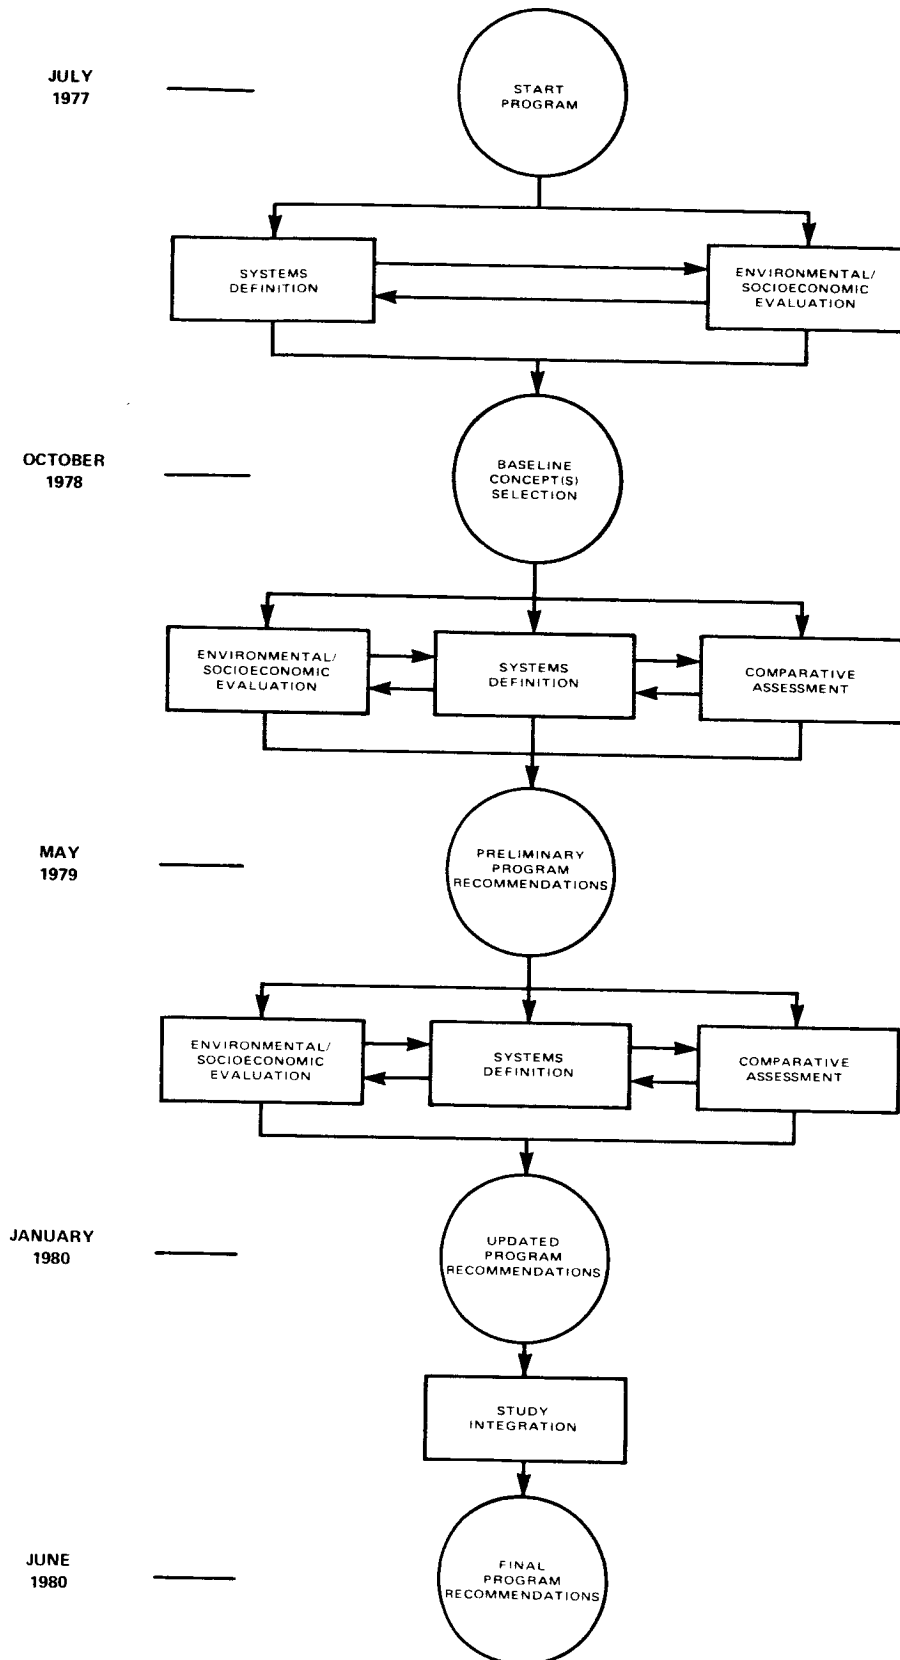 JULY
1977
START
PROGRAM
SYSTEMS
DEFINITION
ENVIRONMENTAL/
SOCIOECONOMIC
EVALUATION
OCTOBER
1978
BASELINE
CONCEPT(S)
SELECTION
ENVIRONMENTAL/
SOCIOECONOMIC
EVALUATION
SYSTEMS
DEFINITION
COMPARATIVE
ASSESSMENT
MAY
1979
PRELIMINARY
PROGRAM
RECOMMENDATIONS
ENVIRONMENTAL/
SOCIOECONOMIC
EVALUATION
SYSTEMS
DEFINITION
COMPARATIVE
ASSESSMENT
JANUARY
1980
UPDATED
PROGRAM
RECOMMENDATIONS
STUDY
INTEGRATION
JUNE
1980
FINAL
PROGRAM
RECOMMENDATIONS